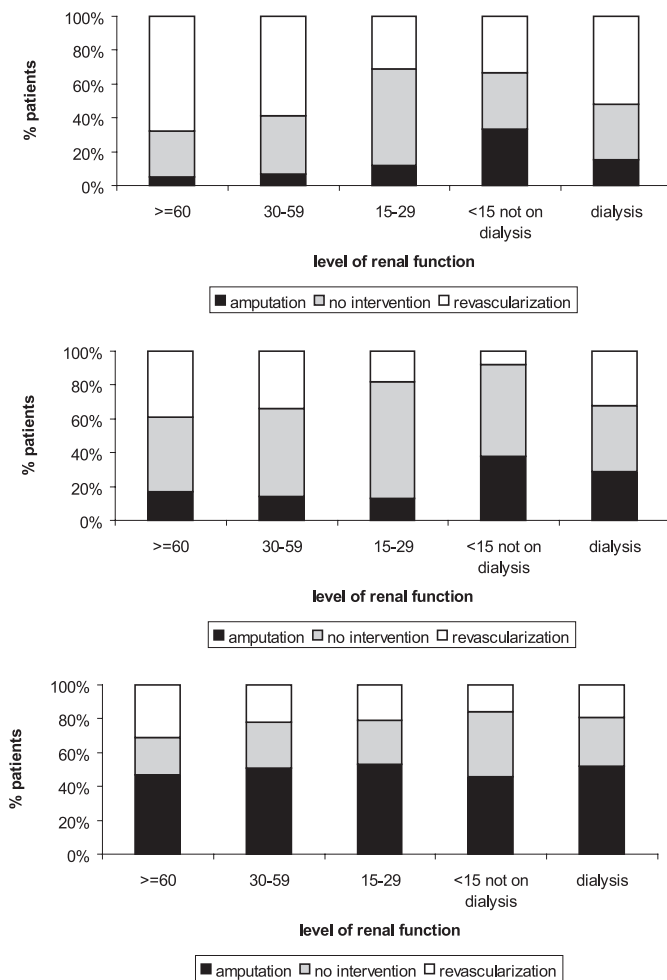 100%
80%
60%
40%
20%
0%
% patients
>=60 30-59 15-29 <15 not on dialysis
dialysis
level of renal function
amputation no intervention revascularization
100%
80%
60%
40%
20%
0%
% patients
>=60 30-59 15-29 <15 not on dialysis
dialysis
level of renal function
amputation no intervention revascularization
100%
80%
60%
40%
20%
0%
% patients
>=60 30-59 15-29 <15 not on dialysis
dialysis
level of renal function
amputation no intervention revascularization